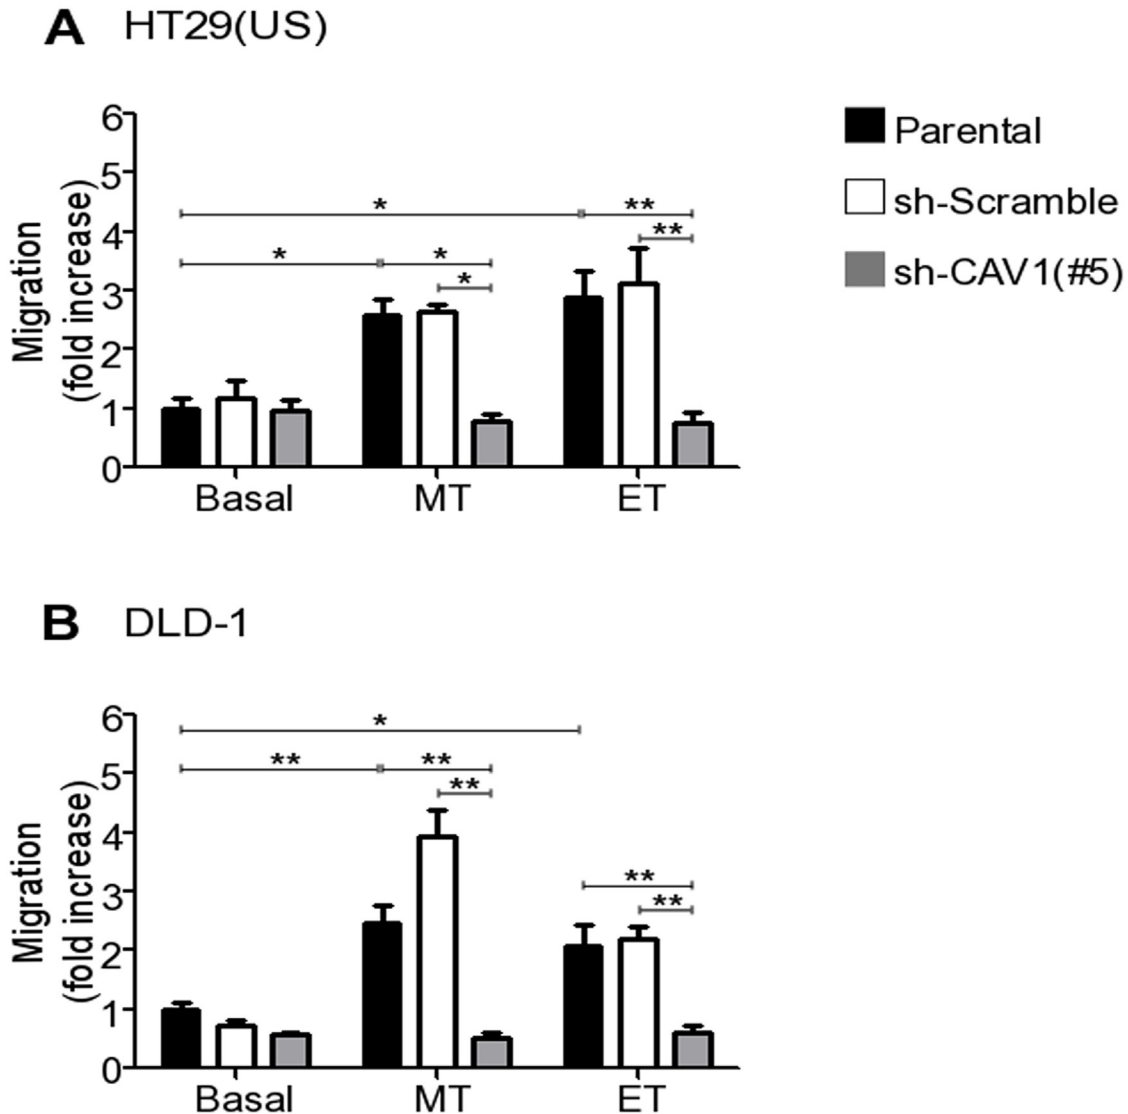 A HT29(US)
Parental
sh-Scramble
sh-CAV1(#5)
Migration
(fold increase)
6
5
4
3
2
1
0
* **
**
* *
*
Basal MT ET
B DLD-1
Migration
(fold increase)
6
5
4
3
2
1
0
*
** **
**
**
**
Basal MT ET